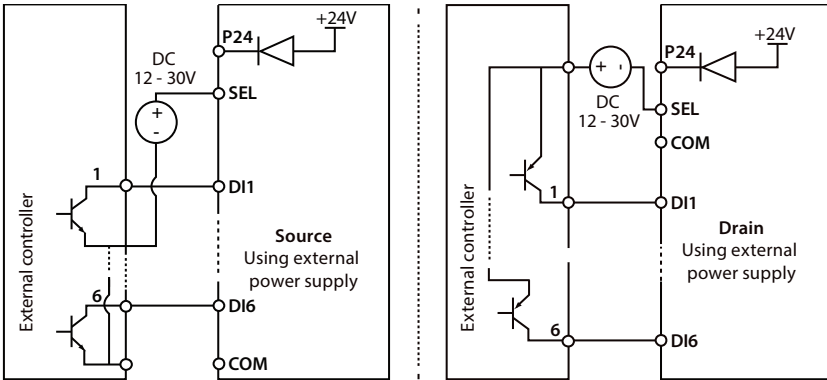 P24
+24V
DC
12 - 30V
SEL
+
-
1
DI1
External controller
Source
Using external
power supply
6
DI6
COM
+24V
P24
+ -
DC
12 - 30V
SEL
COM
1
DI1
External controller
Drain
Using external
power supply
6
DI6